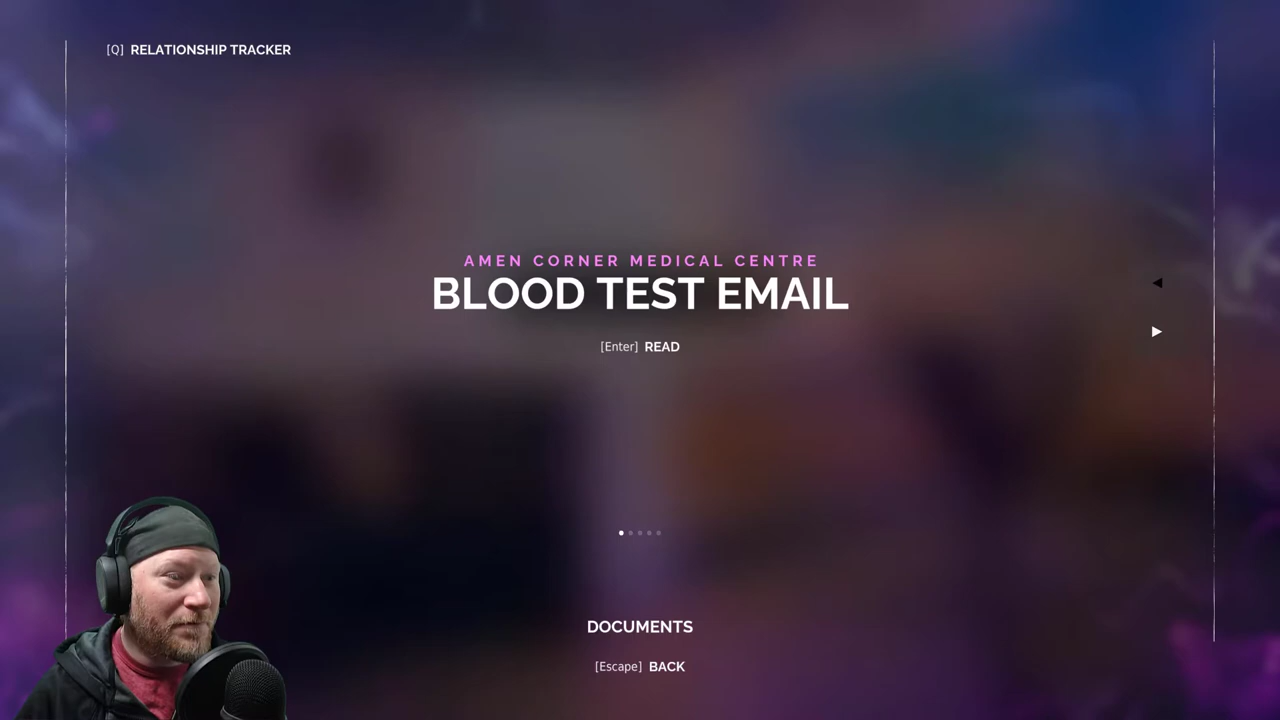 [Q] RELATIONSHIP TRACKER
AMEN CORNER MEDICAL CENTRE
BLOOD TEST EMAIL
[Enter] READ
DOCUMENTS
[Escape] BACK